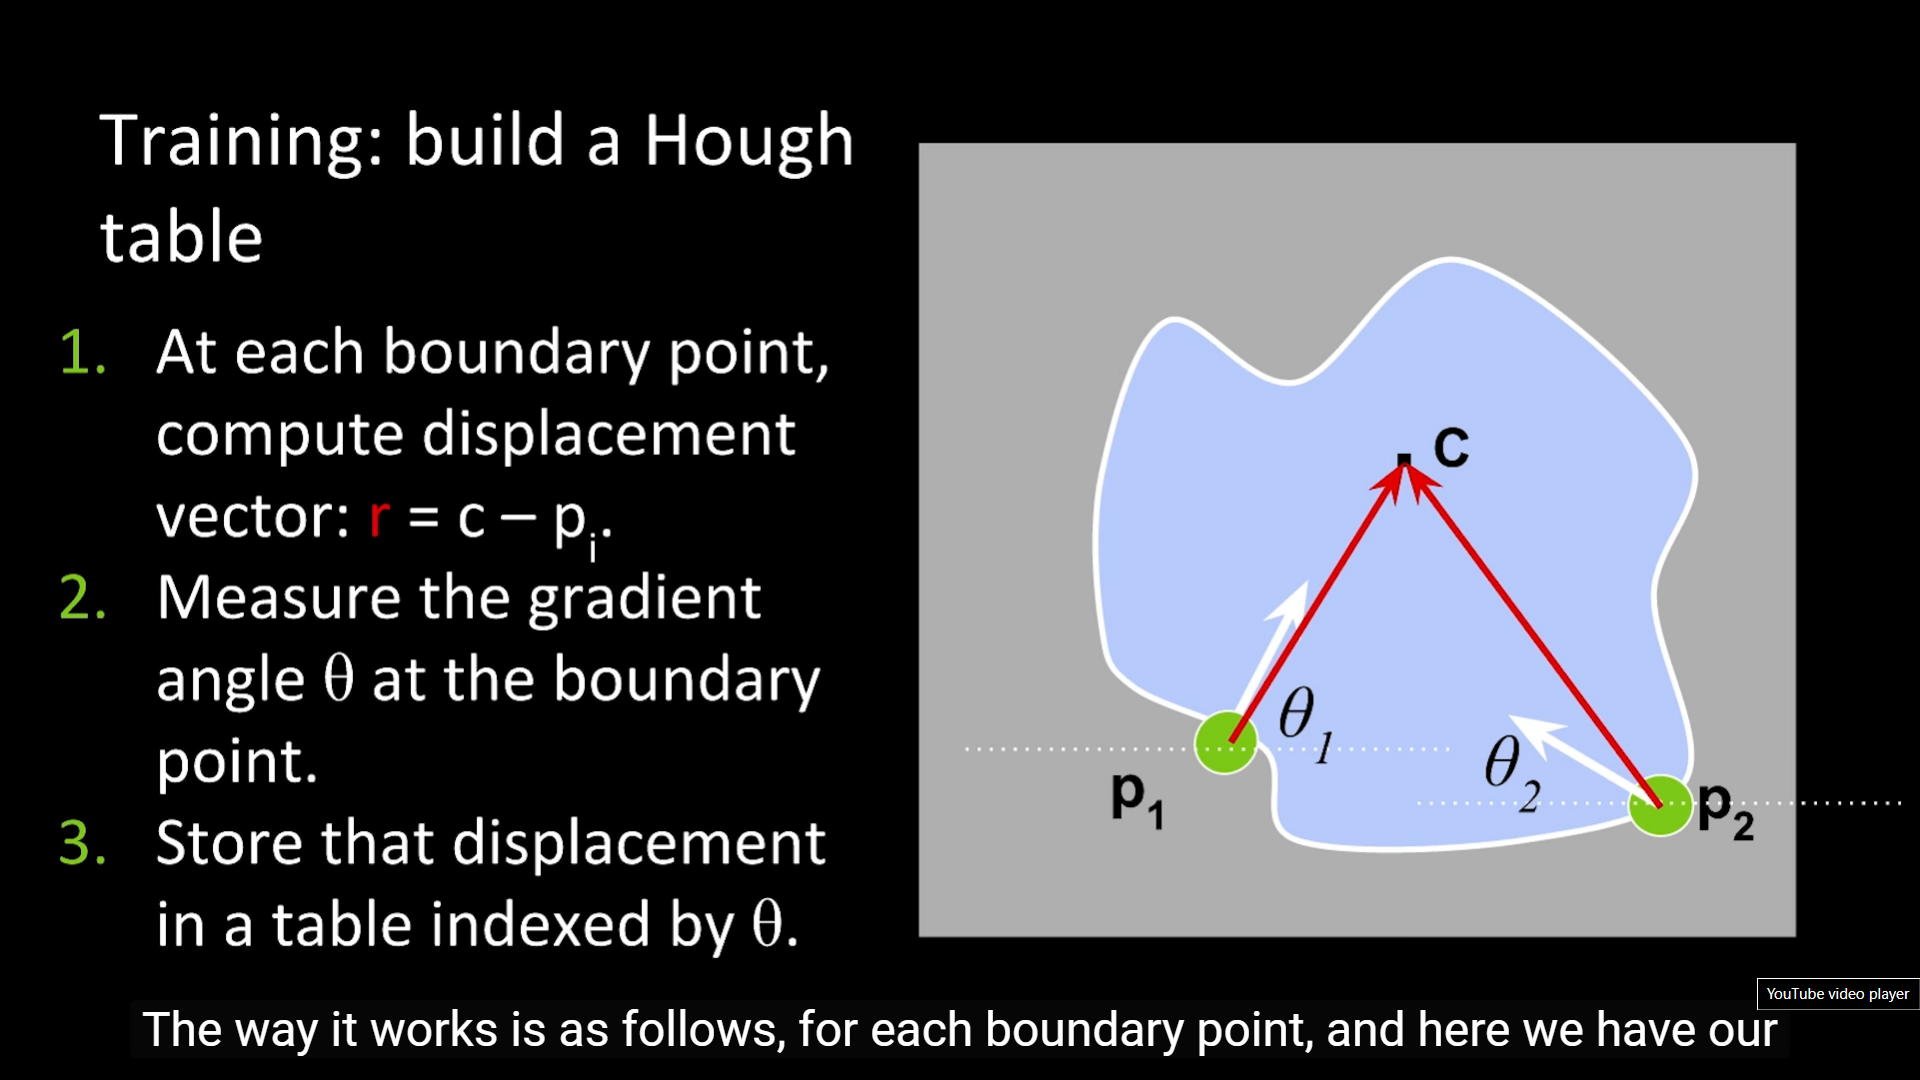 Training: build a Hough
table
1. At each boundary point,
compute displacement
vector: r = c – pᵢ.
2. Measure the gradient
angle θ at the boundary
point.
3. Store that displacement
in a table indexed by θ.
c
θ₁
θ₂
p₁
p₂
YouTube video player
The way it works is as follows, for each boundary point, and here we have our